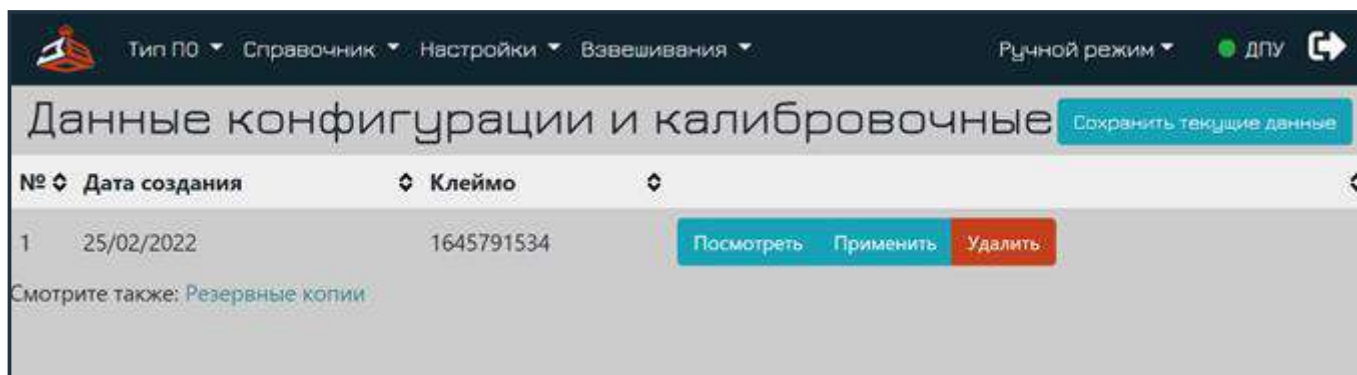 Тип ПО Справочник Настройки Взвешивания Ручной режим ДПУ
Данные конфигурации и калибровочные Сохранить текущие данные
№ Дата создания Клеймо
1 25/02/2022 1645791534 Посмотреть Применить Удалить
Смотрите также: Резервные копии